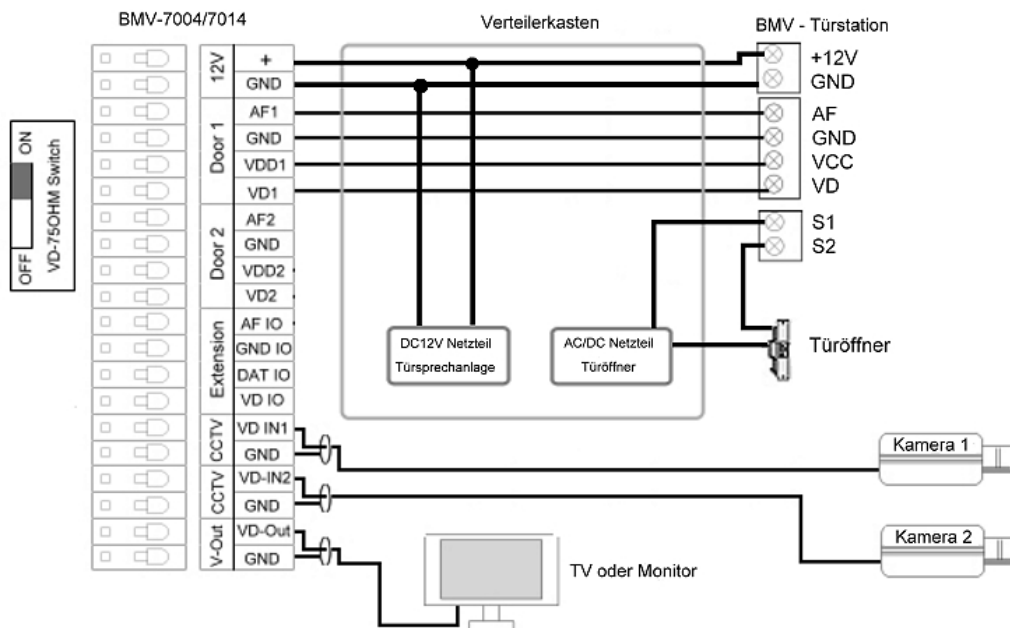 BMV-7004/7014
Verteilerkasten
BMV - Türstation
12V
+
GND
Door 1
AF1
GND
VDD1
VD1
Door 2
AF2
GND
VDD2
VD2
Extension
AF IO
GND IO
DAT IO
VD IO
CCTV
VD IN1
GND
CCTV
VD-IN2
GND
V-Out
VD-Out
GND
OFF ON
VD-75OHM Switch
DC12V Netzteil
Türsprechanlage
AC/DC Netzteil
Türöffner
+12V
GND
AF
GND
VCC
VD
S1
S2
Türöffner
Kamera 1
Kamera 2
TV oder Monitor